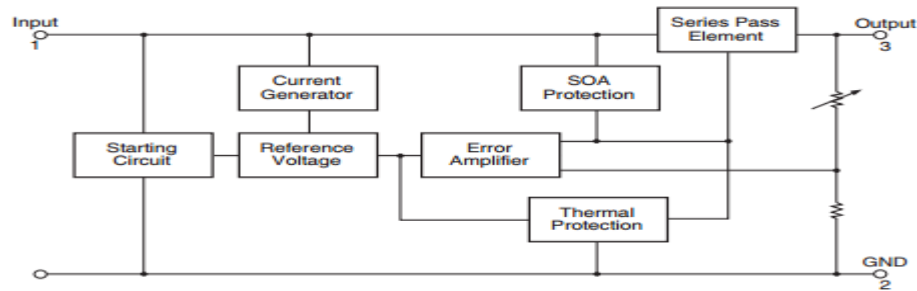 Input
1
Series Pass
Element
Output
3
Current
Generator
SOA
Protection
Starting
Circuit
Reference
Voltage
Error
Amplifier
Thermal
Protection
GND
2